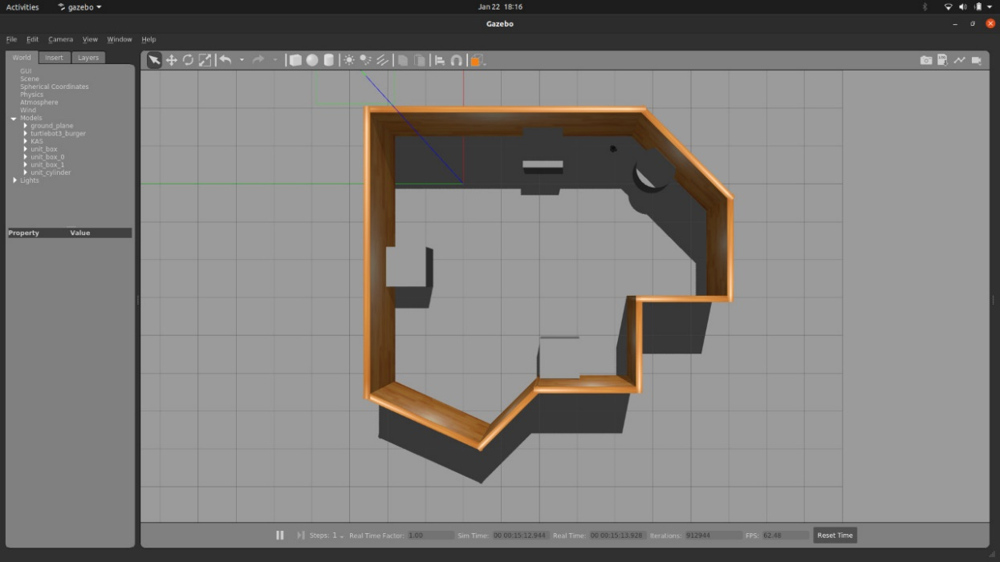 Activities gazebo Jan 22 18:16
Gazebo
File Edit Camera View Window Help
World Insert Layers
GUI
Scene
Spherical Coordinates
Physics
Atmosphere
Wind
Models
ground_plane
turtlebot3_burger
KAS
unit_box
unit_box_0
unit_box_1
unit_cylinder
Lights
Property Value
Steps: 1 Real Time Factor: 1.00 Sim Time: 00 00:15:12.944 Real Time: 00 00:15:13.928 Iterations: 912944 FPS: 62.48 Reset Time